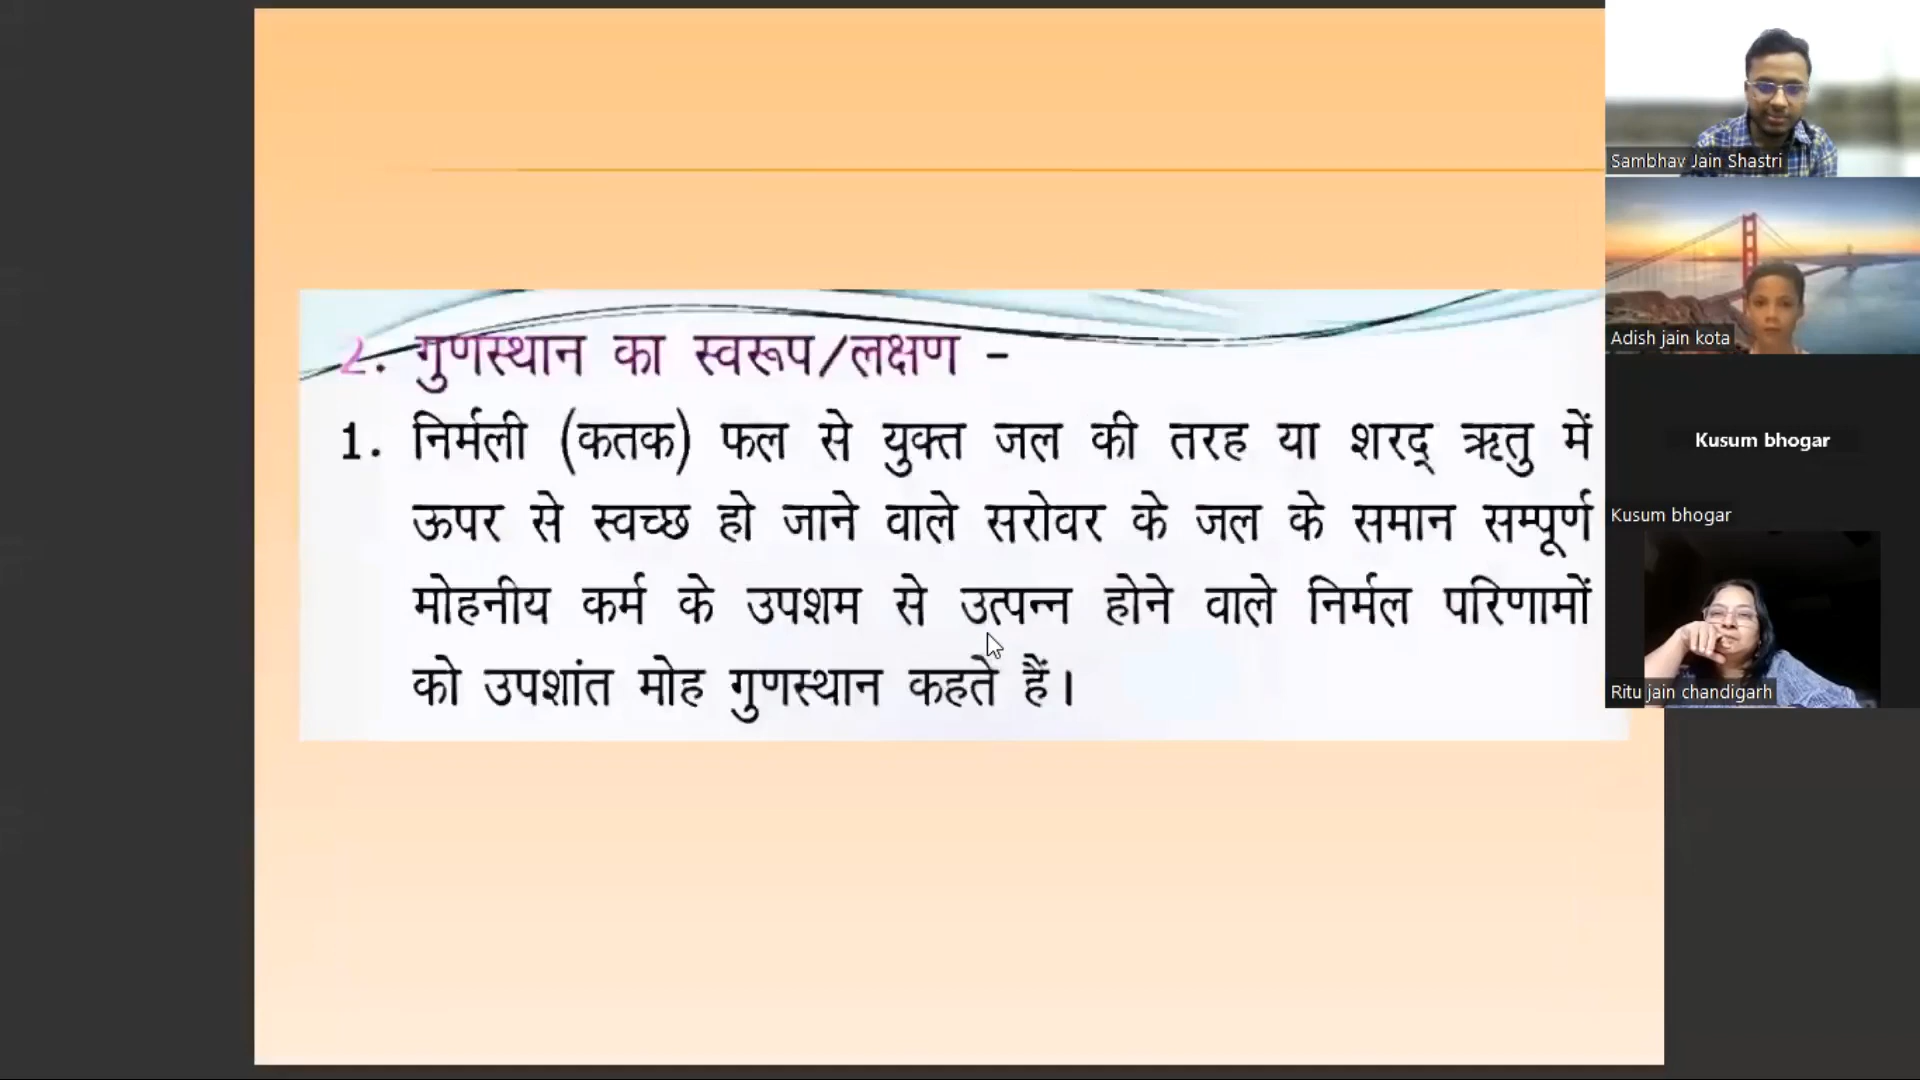 2. गुणस्थान का स्वरूप/लक्षण -
1. निर्मली (कतक) फल से युक्त जल की तरह या शरद् ऋतु में
ऊपर से स्वच्छ हो जाने वाले सरोवर के जल के समान सम्पूर्ण
मोहनीय कर्म के उपशम से उत्पन्न होने वाले निर्मल परिणामों
को उपशांत मोह गुणस्थान कहते हैं।
Sambhav Jain Shastri
Adish jain kota
Kusum bhogar
Kusum bhogar
Ritu jain chandigarh